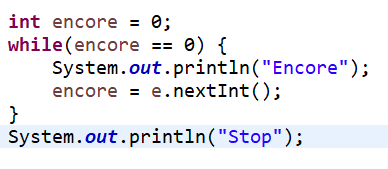 int encore = 0;
while(encore == 0) {
    System.out.println("Encore");
    encore = e.nextInt();
}
System.out.println("Stop");